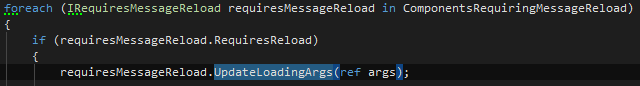 foreach (IRequiresMessageReload requiresMessageReload in ComponentsRequiringMessageReload)
{
if (requiresMessageReload.RequiresReload)
{
requiresMessageReload.UpdateLoadingArgs(ref args);